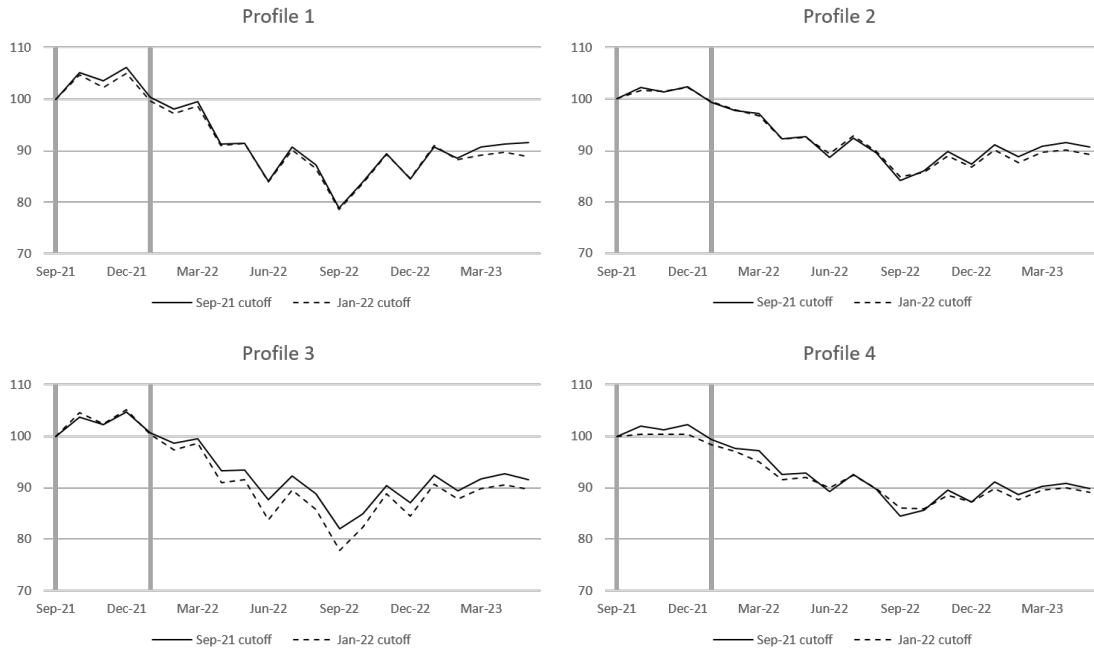 Profile 1
110
100
90
80
70
Sep-21 Dec-21 Mar-22 Jun-22 Sep-22 Dec-22 Mar-23
Sep-21 cutoff Jan-22 cutoff
Profile 2
110
100
90
80
70
Sep-21 Dec-21 Mar-22 Jun-22 Sep-22 Dec-22 Mar-23
Sep-21 cutoff Jan-22 cutoff
Profile 3
110
100
90
80
70
Sep-21 Dec-21 Mar-22 Jun-22 Sep-22 Dec-22 Mar-23
Sep-21 cutoff Jan-22 cutoff
Profile 4
110
100
90
80
70
Sep-21 Dec-21 Mar-22 Jun-22 Sep-22 Dec-22 Mar-23
Sep-21 cutoff Jan-22 cutoff